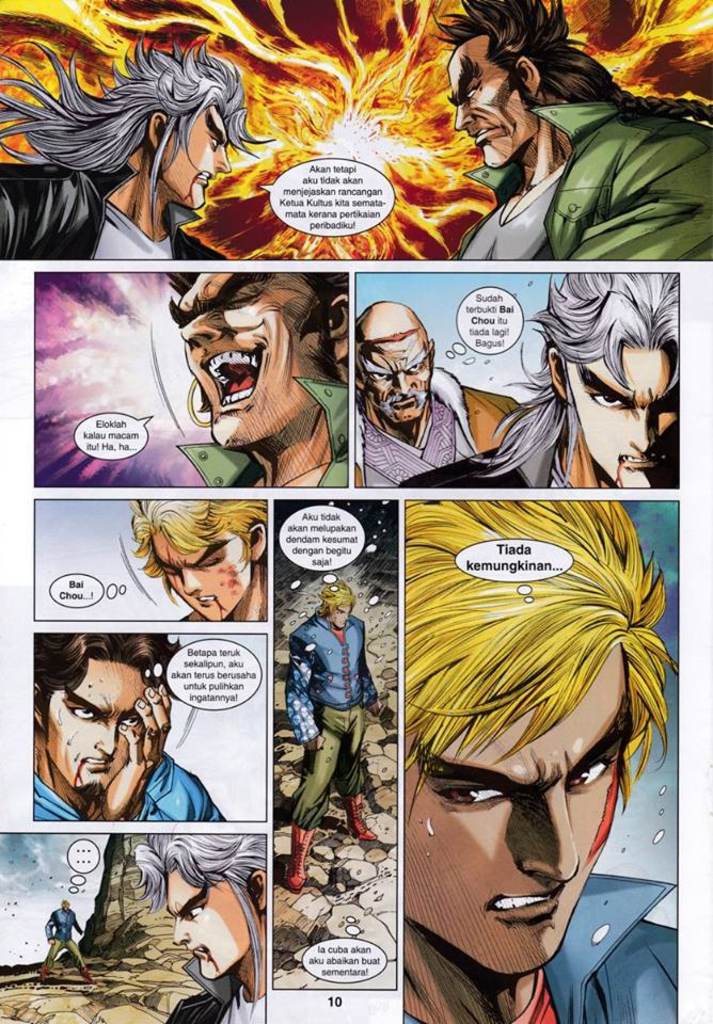 Akan tetapi
aku tidak akan
menjejaskan rancangan
Ketua Kultus kita semata-
mata kerana pertikaian
peribadiku!
Eloklah
kalau macam
itu! Ha, ha...
Sudah
terbukti Bai
Chou itu
tiada lagi!
Bagus!
Bai
Chou...!
Betapa teruk
sekalipun, aku
akan terus berusaha
untuk pulihkan
ingatannya!
...
...
Aku tidak
akan melupakan
dendam kesumat
dengan begitu
saja!
Ia cuba akan
aku abaikan buat
sementara!
Tiada
kemungkinan...
10